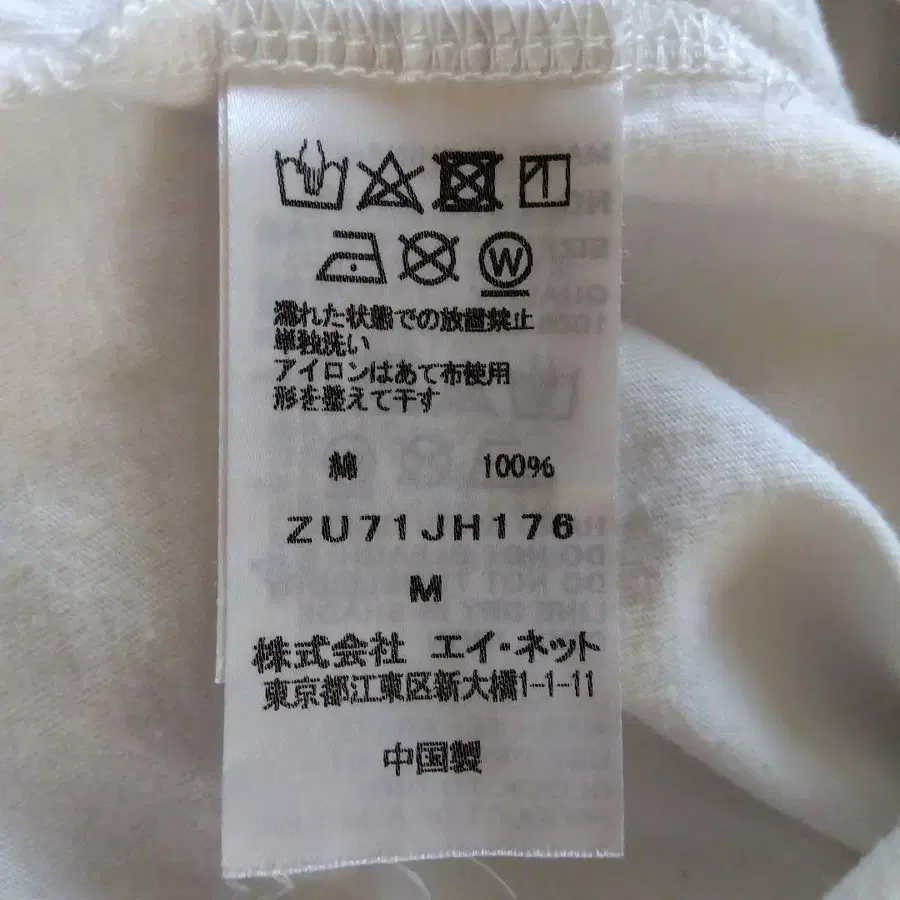 W
濡れた状態での放置禁止
単独洗い
アイロンはあて布使用
形を整えて干す
綿 100%
ZU71JH176
M
株式会社 エイ・ネット
東京都江東区新大橋1-1-11
中国製